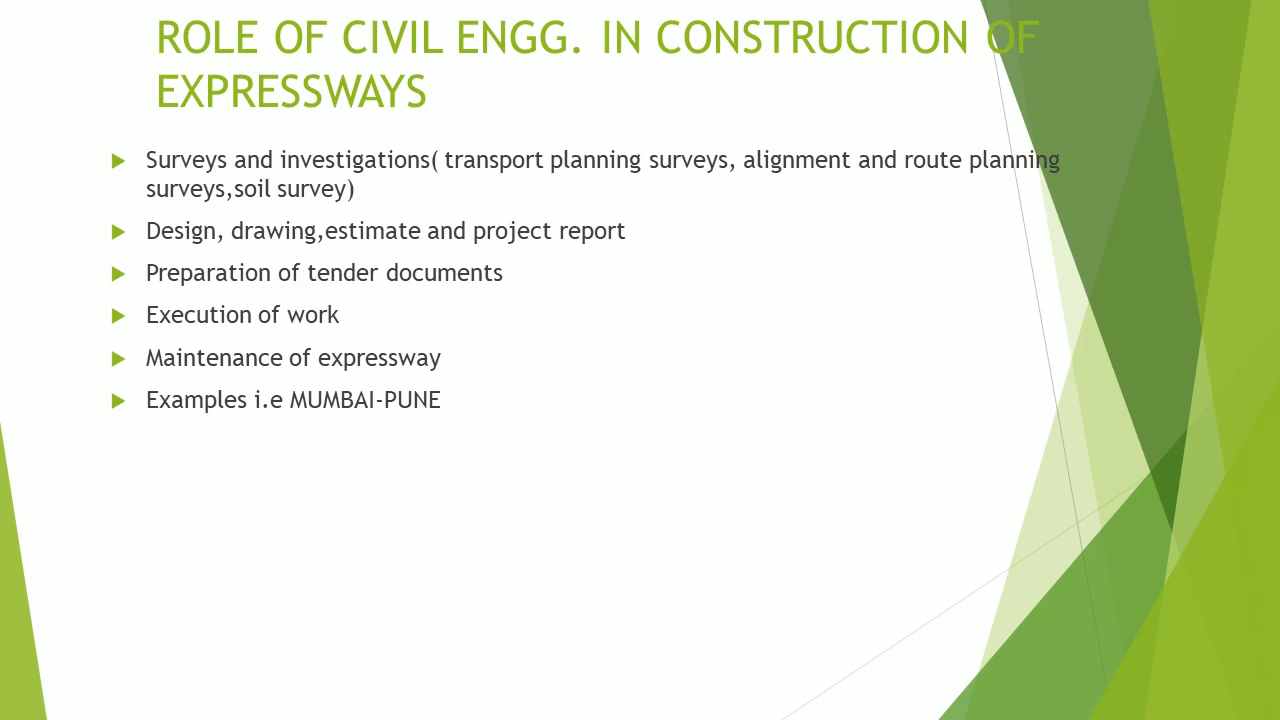 ROLE OF CIVIL ENGG. IN CONSTRUCTION OF
EXPRESSWAYS
Surveys and investigations( transport planning surveys, alignment and route planning
surveys,soil survey)
Design, drawing,estimate and project report
Preparation of tender documents
Execution of work
Maintenance of expressway
Examples i.e MUMBAI-PUNE